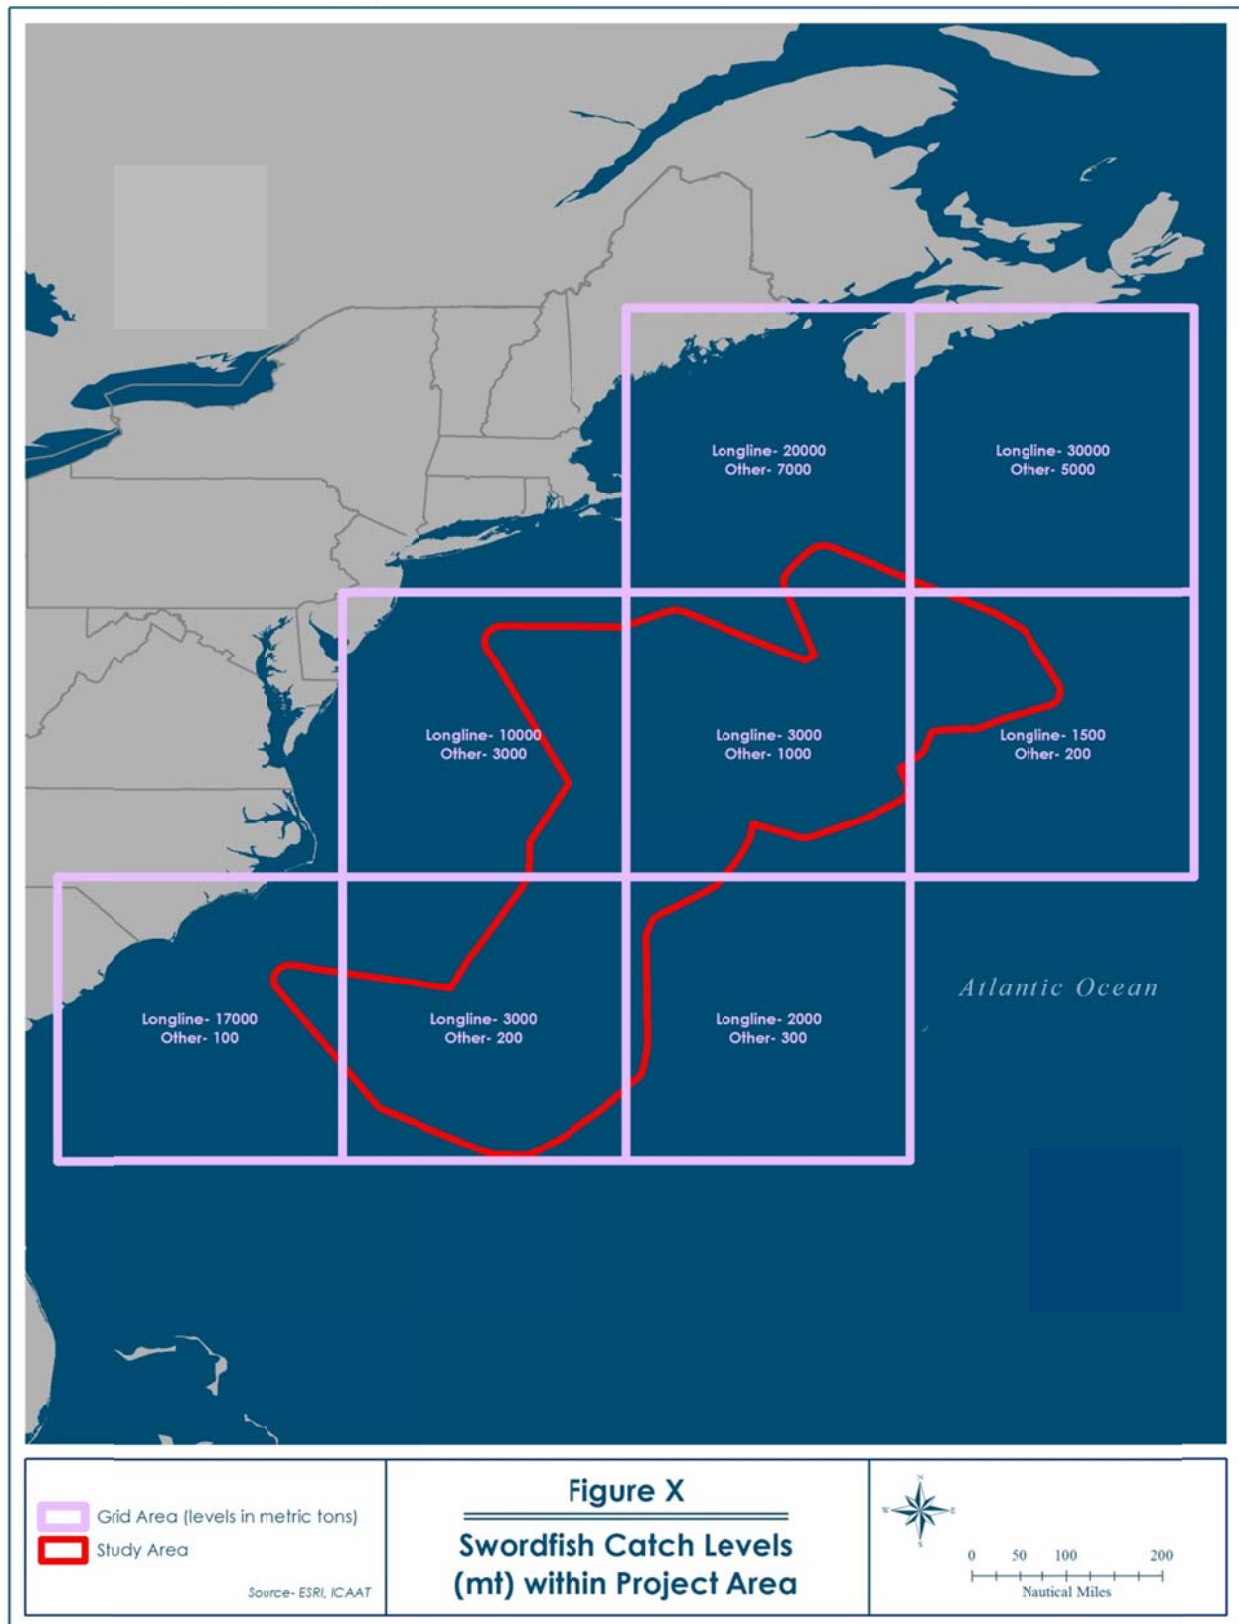 Longline- 20000
Other- 7000
Longline- 30000
Other- 5000
Longline- 10000
Other- 3000
Longline- 3000
Other- 1000
Longline- 1500
Other- 200
Atlantic Ocean
Longline- 17000
Other- 100
Longline- 3000
Other- 200
Longline- 2000
Other- 300
Grid Area (levels in metric tons)
Study Area
Source- ESRI, ICAAT
Figure X
Swordfish Catch Levels
(mt) within Project Area
N
W E
S
0 50 100 200
Nautical Miles